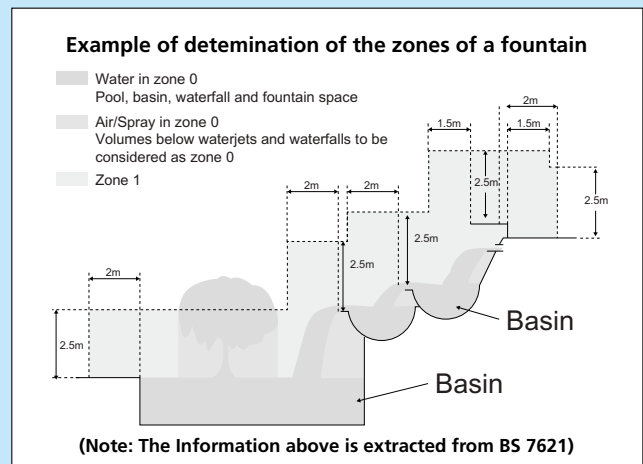 Example of detemination of the zones of a fountain
Water in zone 0
Pool, basin, waterfall and fountain space
Air/Spray in zone 0
Volumes below waterjets and waterfalls to be
considered as zone 0
Zone 1
2m
1.5m
1.5m
2.5m
2.5m
2m
2m
2.5m
2.5m
2m
2.5m
Basin
Basin
(Note: The Information above is extracted from BS 7621)